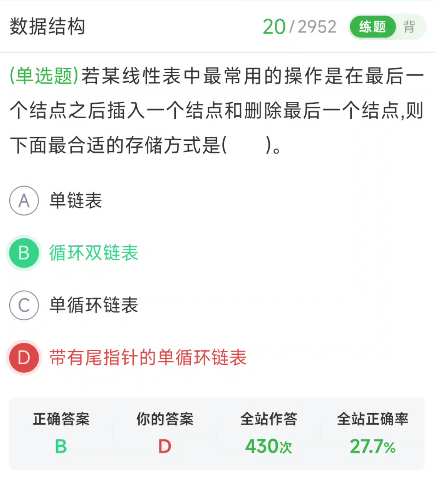 数据结构 20/2952 练题 背
(单选题)若某线性表中最常用的操作是在最后一
个结点之后插入一个结点和删除最后一个结点,则
下面最合适的存储方式是(      )。
A 单链表
B 循环双链表
C 单循环链表
D 带有尾指针的单循环链表
正确答案 你的答案 全站作答 全站正确率
B D 430次 27.7%